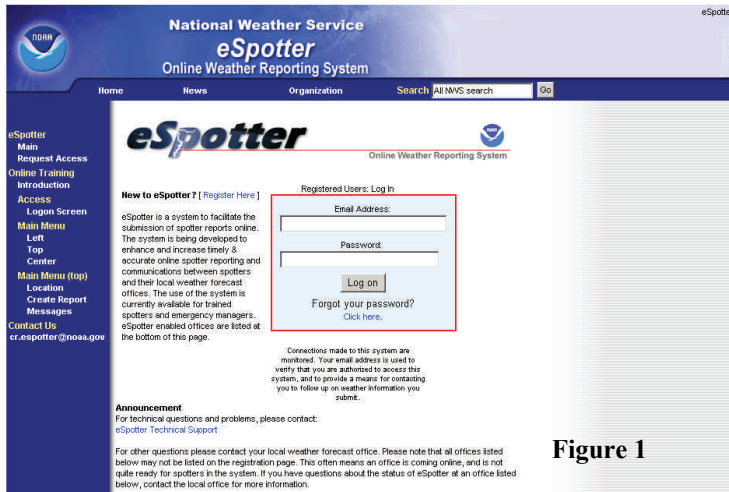 eSpotte
NOAA
National Weather Service
eSpotter
Online Weather Reporting System
Home News Organization Search All NWS search Go
eSpotter
Main
Request Access
Online Training
Introduction
Access
Logon Screen
Main Menu
Left
Top
Center
Main Menu (top)
Location
Create Report
Messages
Contact Us
cr.espotter@noaa.gov
eSpotter
Online Weather Reporting System
New to eSpotter? [ Register Here ]
eSpotter is a system to facilitate the
submission of spotter reports online.
The system is being developed to
enhance and increase timely &
accurate online spotter reporting and
communications between spotters
and their local weather forecast
offices. The use of the system is
currently available for trained
spotters and emergency managers.
eSpotter enabled offices are listed at
the bottom of this page.
Registered Users: Log In
Email Address:
Password:
Log on
Forgot your password?
Click here.
Connections made to this system are
monitored. Your email address is used to
verify that you are authorized to access this
system, and to provide a means for contacting
you to follow up on weather information you
submit.
Announcement
For technical questions and problems, please contact:
eSpotter Technical Support
For other questions please contact your local weather forecast office. Please note that all offices listed
below may not be listed on the registration page. This often means an office is coming online, and is not
quite ready for spotters in the system. If you have questions about the status of eSpotter at an office listed
below, contact the local office for more information.
Figure 1